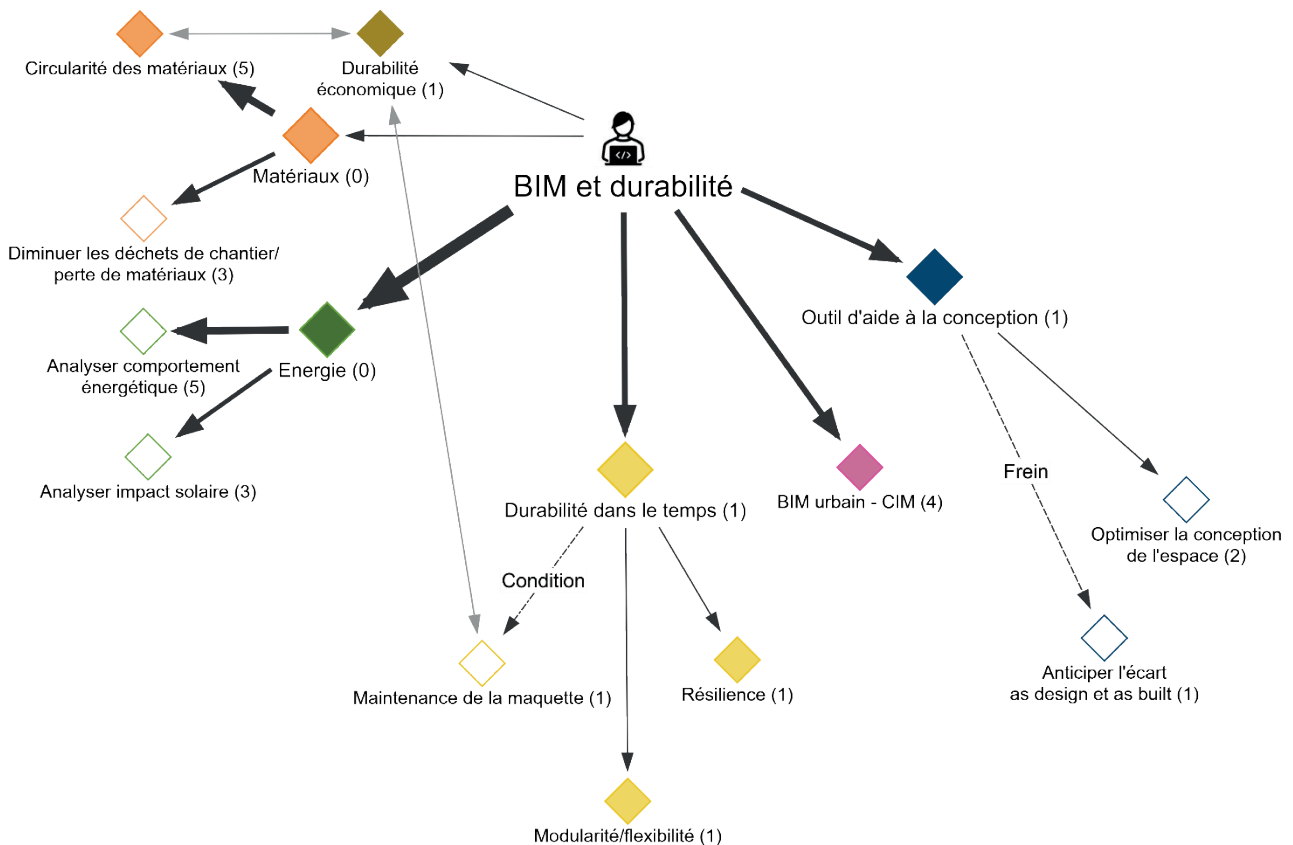 Circularité des matériaux (5)
Durabilité
économique (1)
</>
Matériaux (0)
BIM et durabilité
Diminuer les déchets de chantier/
perte de matériaux (3)
Outil d'aide à la conception (1)
Analyser comportement
énergétique (5)
Energie (0)
Analyser impact solaire (3)
Frein
Durabilité dans le temps (1)
BIM urbain - CIM (4)
Optimiser la conception
de l'espace (2)
Condition
Maintenance de la maquette (1)
Résilience (1)
Anticiper l'écart
as design et as built (1)
Modularité/flexibilité (1)